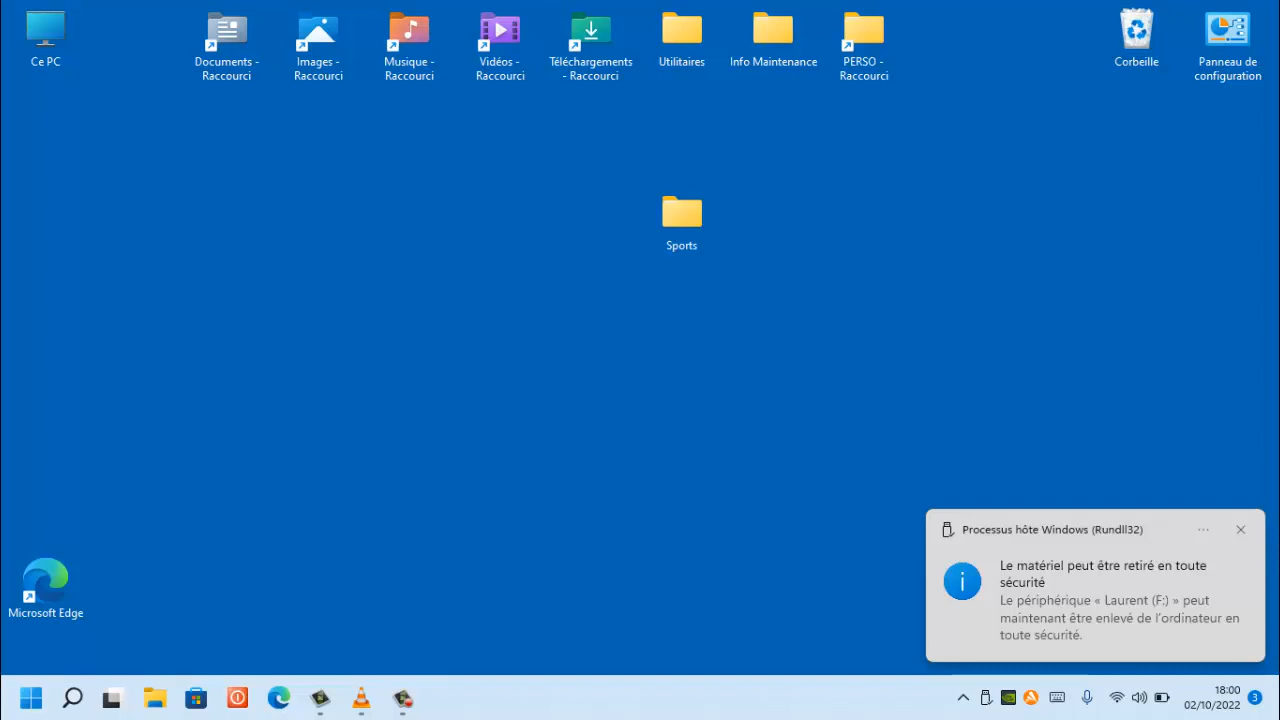 Ce PC
Documents -
Raccourci
Images -
Raccourci
Musique -
Raccourci
Vidéos -
Raccourci
Téléchargements
- Raccourci
Utilitaires
Info Maintenance
PERSO -
Raccourci
Corbeille
Panneau de
configuration
Sports
Microsoft Edge
Processus hôte Windows (Rundll32)
Le matériel peut être retiré en toute
sécurité
Le périphérique « Laurent (F:) » peut
maintenant être enlevé de l'ordinateur en
toute sécurité.
18:00
02/10/2022
3